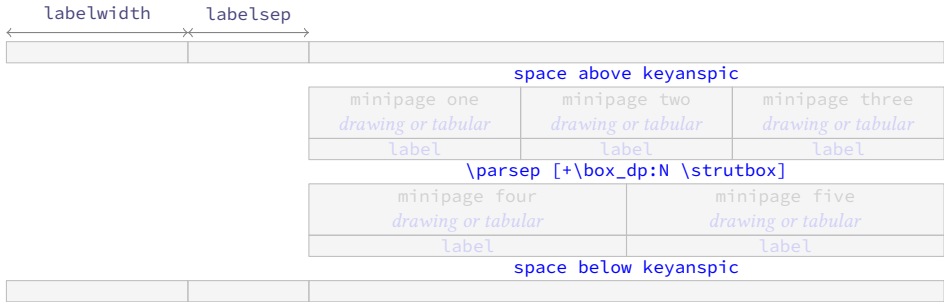 labelwidth labelsep
space above keyanspic
minipage one minipage two minipage three
drawing or tabular drawing or tabular drawing or tabular
label label label
\parsep [+\box_dp:N \strutbox]
minipage four minipage five
drawing or tabular drawing or tabular
label label
space below keyanspic